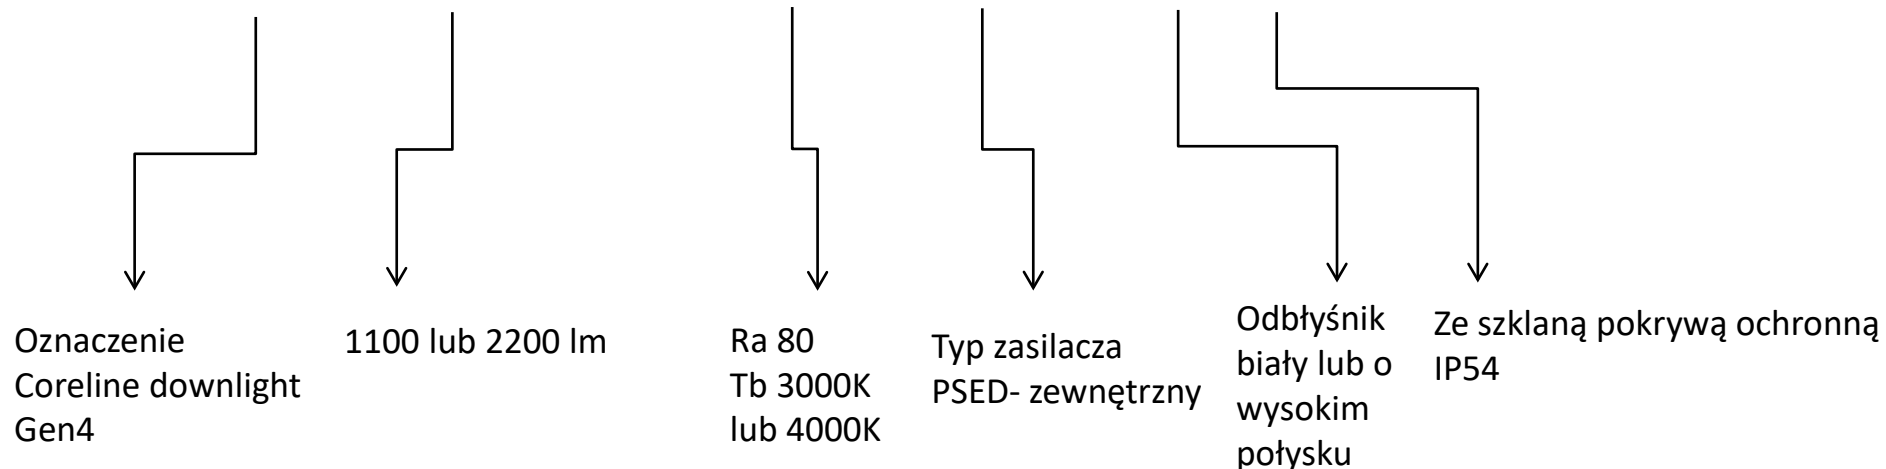 Oznaczenie
Coreline downlight
Gen4
1100 lub 2200 lm
Ra 80
Tb 3000K
lub 4000K
Typ zasilacza
PSED- zewnętrzny
Odbłyśnik
biały lub o
wysokim
połysku
Ze szklaną pokrywą ochronną
IP54